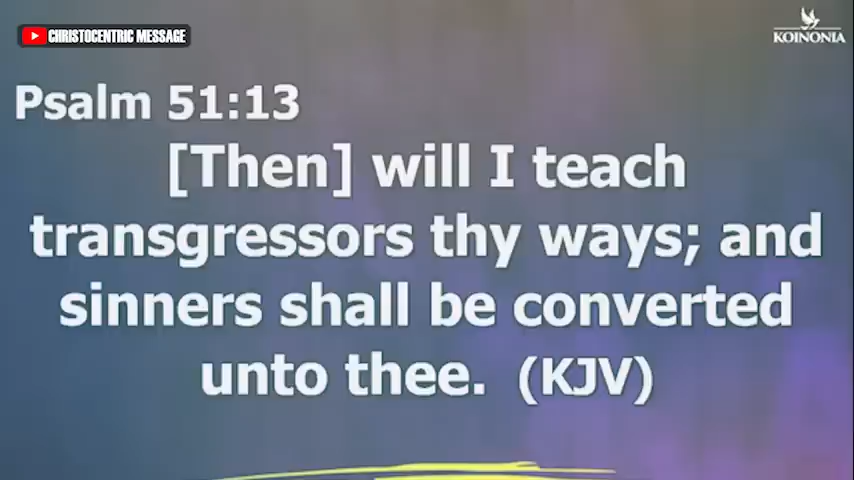 CHRISTOCENTRIC MESSAGE
KOINONIA
Psalm 51:13
[Then] will I teach
transgressors thy ways; and
sinners shall be converted
unto thee. (KJV)